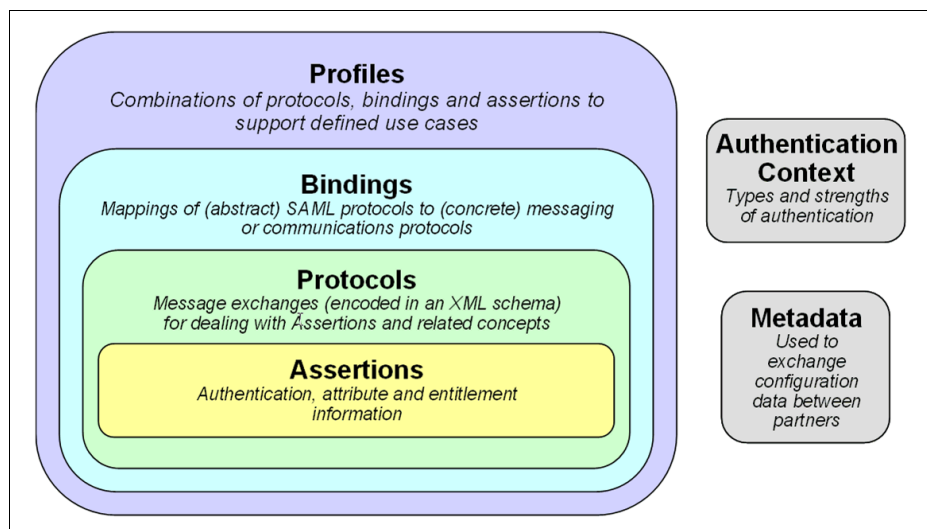 Profiles
Combinations of protocols, bindings and assertions to
support defined use cases
Bindings
Mappings of (abstract) SAML protocols to (concrete) messaging
or communications protocols
Protocols
Message exchanges (encoded in an XML schema)
for dealing with Assertions and related concepts
Assertions
Authentication, attribute and entitlement
information
Authentication
Context
Types and strengths
of authentication
Metadata
Used to
exchange
configuration
data between
partners